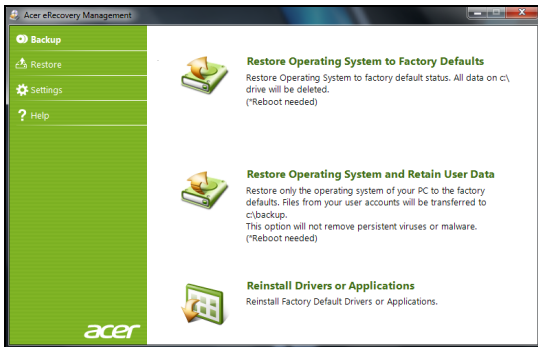 Acer eRecovery Management
Backup
Restore
Settings
? Help
Restore Operating System to Factory Defaults
Restore Operating System to factory default status. All data on c:\
drive will be deleted.
(*Reboot needed)
Restore Operating System and Retain User Data
Restore only the operating system of your PC to the factory
defaults. Files from your user accounts will be transferred to
c:\backup.
This option will not remove persistent viruses or malware.
(*Reboot needed)
Reinstall Drivers or Applications
Reinstall Factory Default Drivers or Applications.
acer